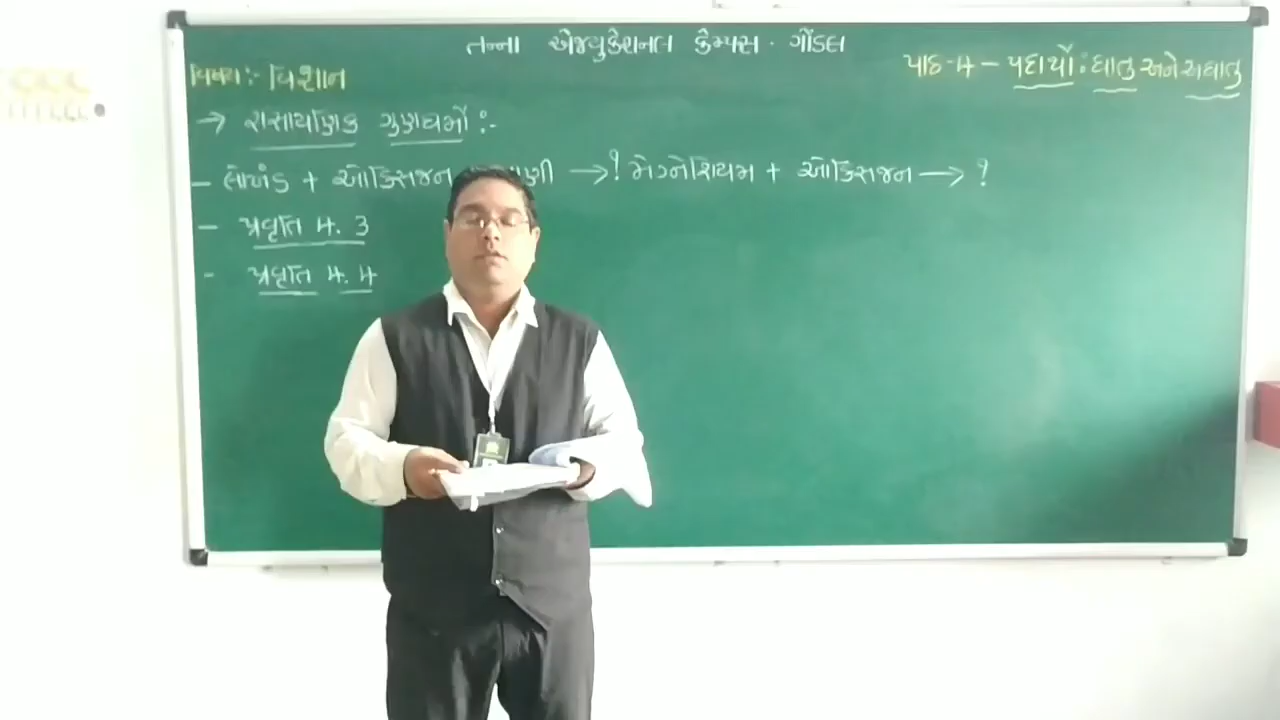 તન્ના એજ્યુકેશનલ કેમ્પસ - ગોંડલ
વિષય :- વિજ્ઞાન
પાઠ-4 - પદાર્થો : ધાતુ અને અધાતુ
→ રાસાયણિક ગુણધર્મો :-
- લોખંડ + ઓક્સિજન → ? મેગ્નેશિયમ + ઓક્સિજન → ?
- પ્રવૃતિ 4.3
- પ્રવૃતિ 4.4